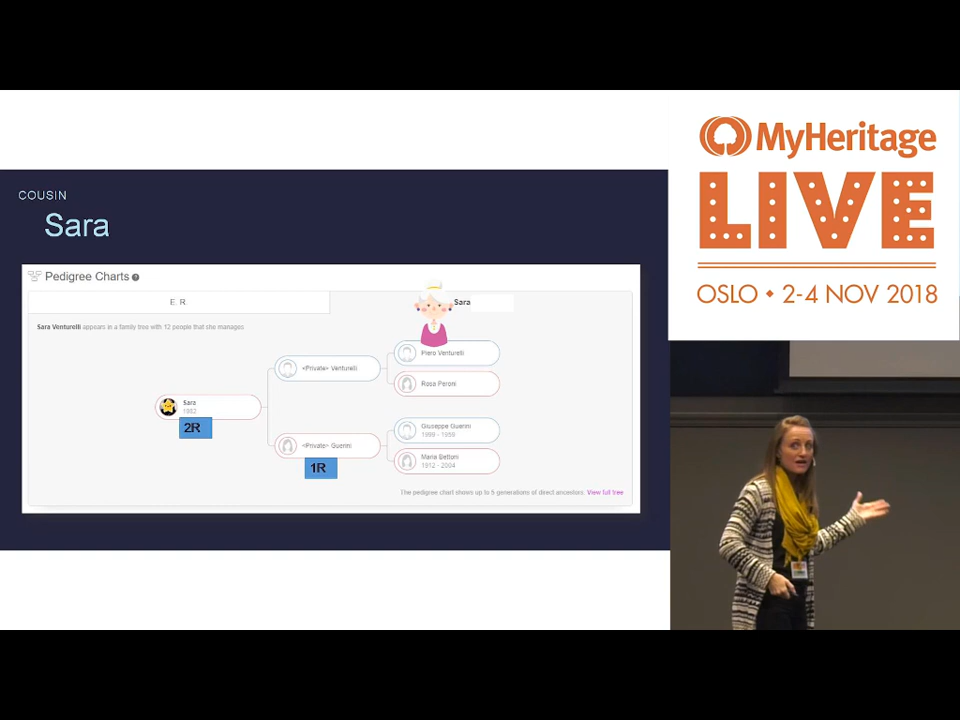 COUSIN
Sara
Pedigree Charts
E. R
Sara
Sara Venturelli appears in a family tree with 12 people that she manages
Piero Venturelli
<Private> Venturelli
Rosa Peroni
Sara
1982
2R
Giuseppe Guerini
1899 - 1959
<Private> Guerini
1R
Maria Bettoni
1912 - 2004
The pedigree chart shows up to 5 generations of direct ancestors. View full tree
MyHeritage
LIVE
OSLO • 2-4 NOV 2018